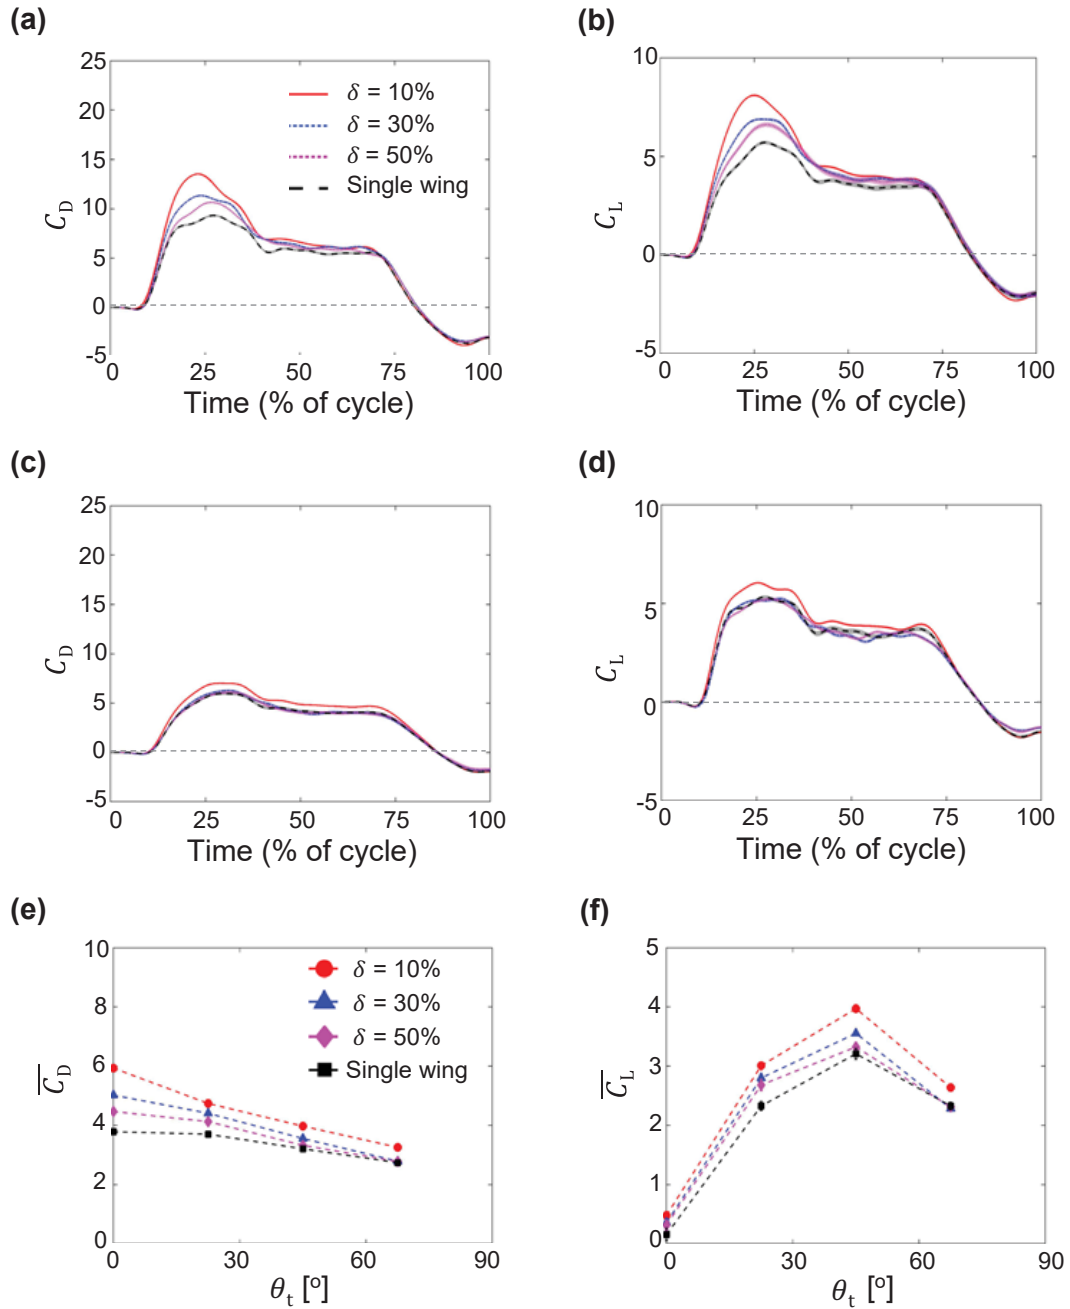 (a)
(b)
25
20
15
10
5
0
-5
C_D
δ = 10%
δ = 30%
δ = 50%
Single wing
0 25 50 75 100
Time (% of cycle)
10
5
0
-5
C_L
0 25 50 75 100
Time (% of cycle)
(c)
(d)
25
20
15
10
5
0
-5
C_D
0 25 50 75 100
Time (% of cycle)
10
5
0
-5
C_L
0 25 50 75 100
Time (% of cycle)
(e)
(f)
10
8
6
4
2
0
C̅_D
δ = 10%
δ = 30%
δ = 50%
Single wing
0 30 60 90
θ_t [°]
5
4
3
2
1
0
C̅_L
0 30 60 90
θ_t [°]